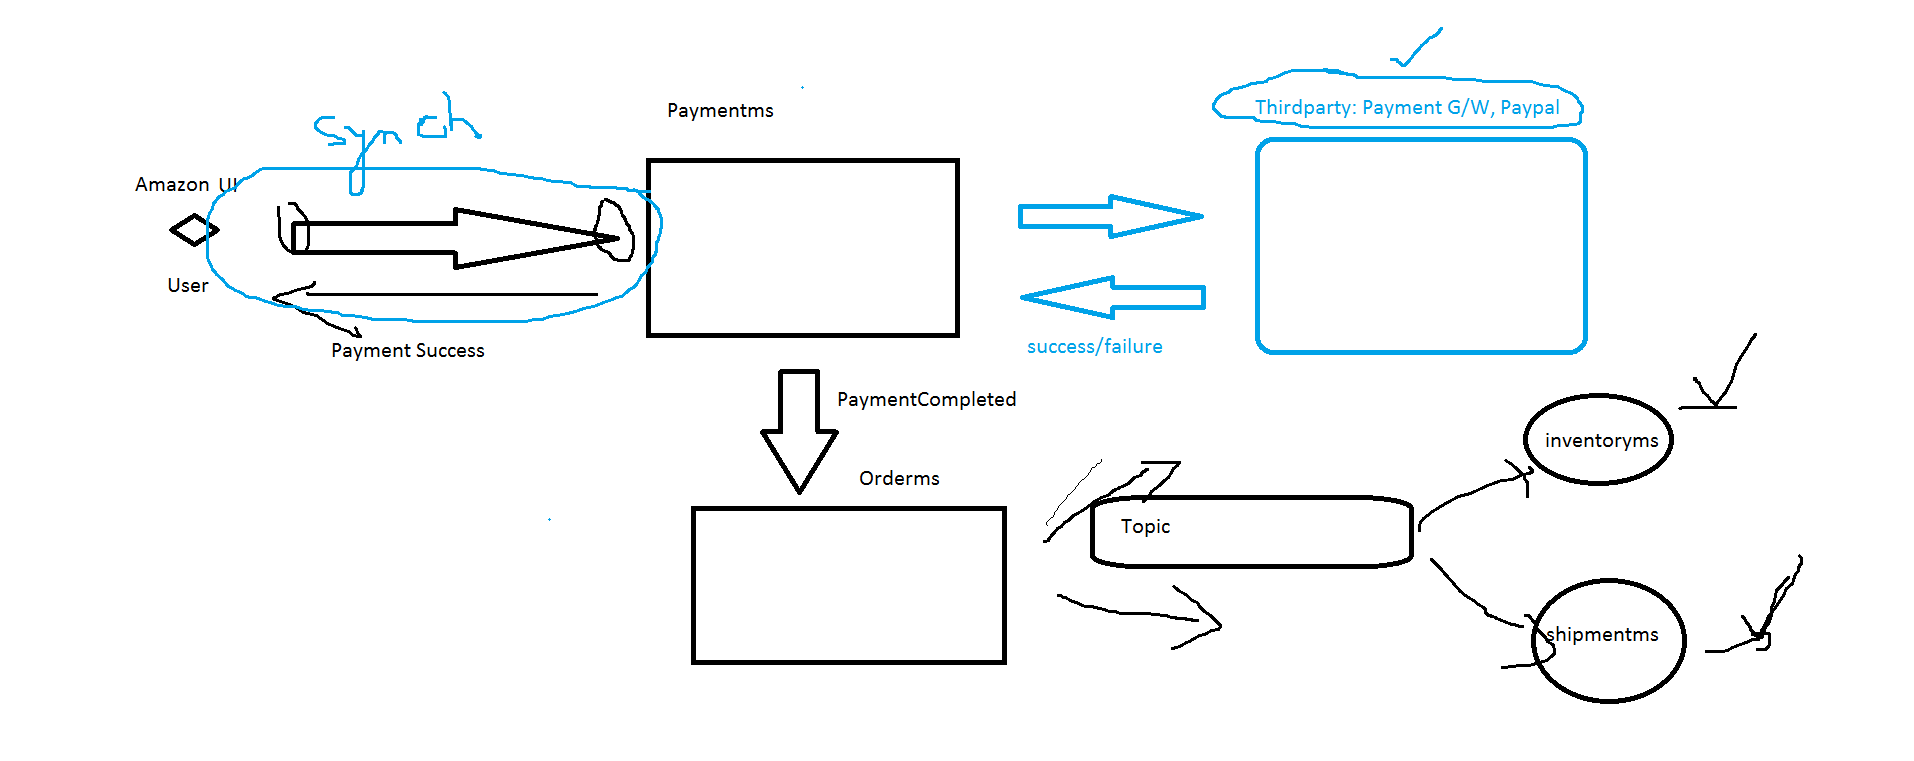 Thirdparty: Payment G/W, Paypal
Paymentms
Synch
Amazon UI
User
Payment Success
success/failure
PaymentCompleted
inventoryms
Orderms
Topic
shipmentms